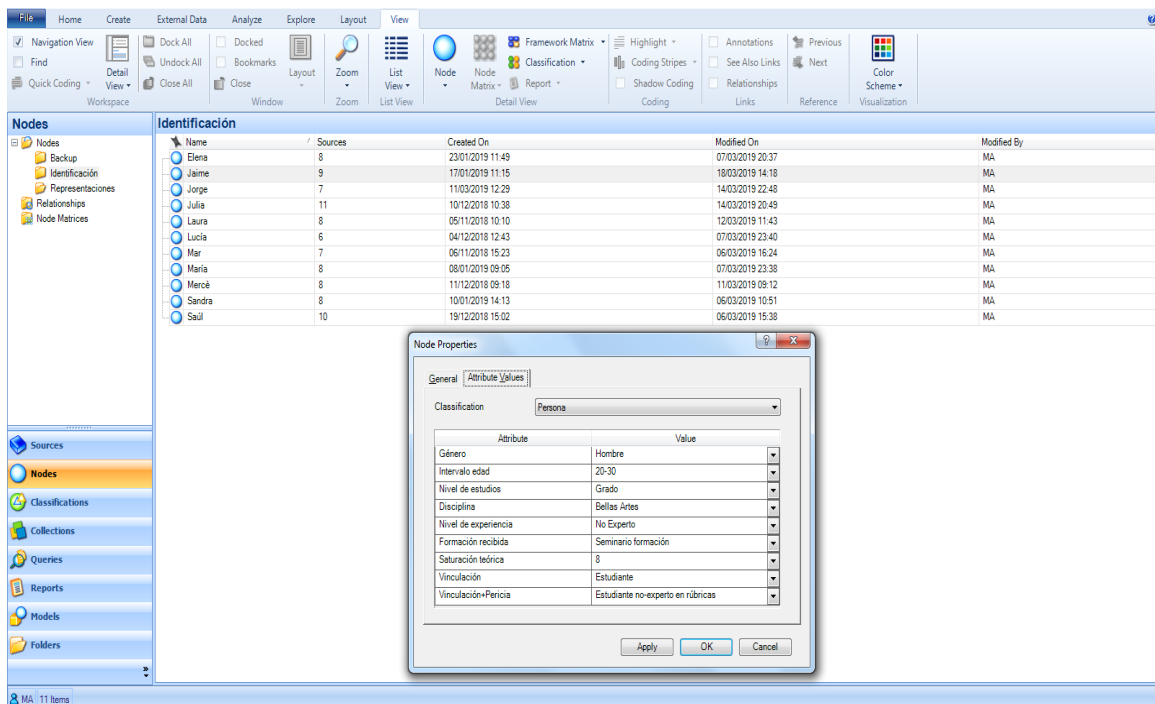 File Home Create External Data Analyze Explore Layout View
Navigation View
Find
Quick Coding
Detail View
Workspace
Dock All
Undock All
Close All
Docked
Bookmarks
Close
Layout
Window
Zoom
Zoom
List View
List View
Node
Node Matrix
Framework Matrix
Classification
Report
Detail View
Highlight
Coding Stripes
Shadow Coding
Coding
Annotations
See Also Links
Relationships
Links
Previous
Next
Reference
Color Scheme
Visualization
Nodes
Nodes
Backup
Identificación
Representaciones
Relationships
Node Matrices
Sources
Nodes
Classifications
Collections
Queries
Reports
Models
Folders
Identificación
Name / Sources Created On Modified On Modified By
Elena 8 23/01/2019 11:49 07/03/2019 20:37 MA
Jaime 9 17/01/2019 11:15 18/03/2019 14:18 MA
Jorge 7 11/03/2019 12:29 14/03/2019 22:48 MA
Julia 11 10/12/2018 10:38 14/03/2019 20:49 MA
Laura 8 05/11/2018 10:10 12/03/2019 11:43 MA
Lucía 6 04/12/2018 12:43 07/03/2019 23:40 MA
Mar 7 06/11/2018 15:23 06/03/2019 16:24 MA
María 8 08/01/2019 09:05 07/03/2019 23:38 MA
Mercè 8 11/12/2018 09:18 11/03/2019 09:12 MA
Sandra 8 10/01/2019 14:13 06/03/2019 10:51 MA
Saúl 10 19/12/2018 15:02 06/03/2019 15:38 MA
Node Properties ? X
General Attribute Values
Classification Persona
Attribute Value
Género Hombre
Intervalo edad 20-30
Nivel de estudios Grado
Disciplina Bellas Artes
Nivel de experiencia No Experto
Formación recibida Seminario formación
Saturación teórica 8
Vinculación Estudiante
Vinculación+Pericia Estudiante no-experto en rúbricas
Apply OK Cancel
MA 11 Items